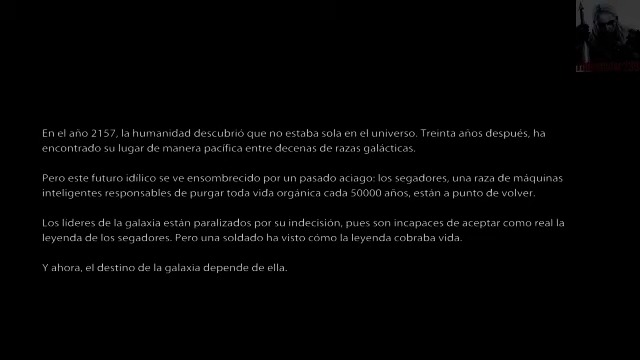 En el año 2157, la humanidad descubrió que no estaba sola en el universo. Treinta años después, ha
encontrado su lugar de manera pacífica entre decenas de razas galácticas.
Pero este futuro idílico se ve ensombrecido por un pasado aciago: los segadores, una raza de máquinas
inteligentes responsables de purgar toda vida orgánica cada 50000 años, están a punto de volver.
Los líderes de la galaxia están paralizados por su indecisión, pues son incapaces de aceptar como real la
leyenda de los segadores. Pero una soldado ha visto cómo la leyenda cobraba vida.
Y ahora, el destino de la galaxia depende de ella.